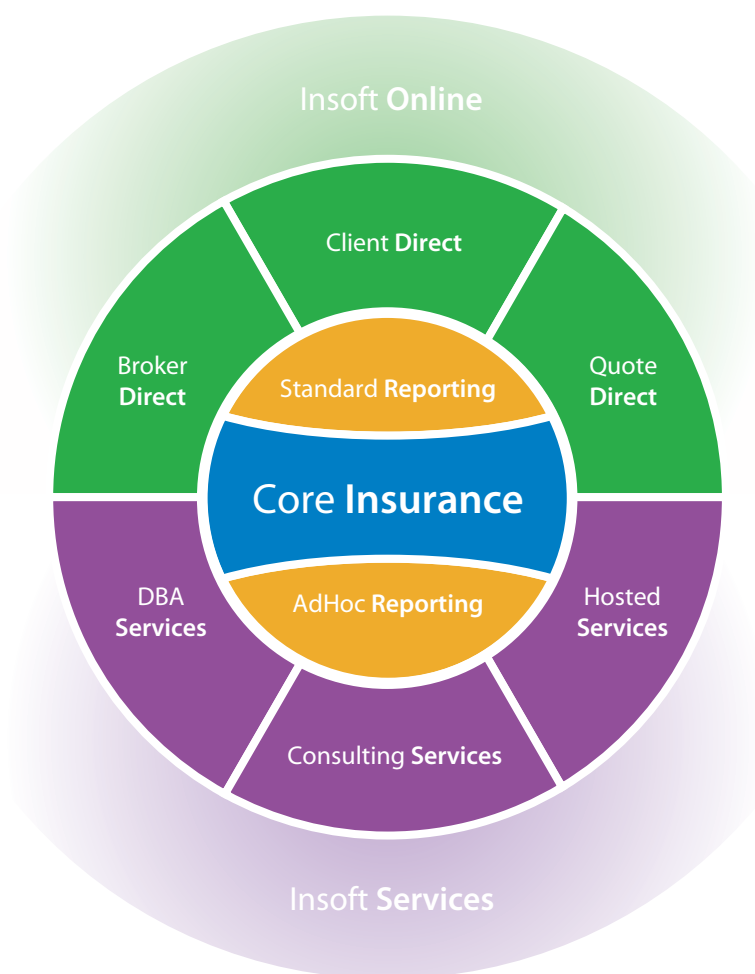 Insoft Online
Client Direct
Broker
Direct
Quote
Direct
Standard Reporting
Core Insurance
AdHoc Reporting
DBA
Services
Hosted
Services
Consulting Services
Insoft Services